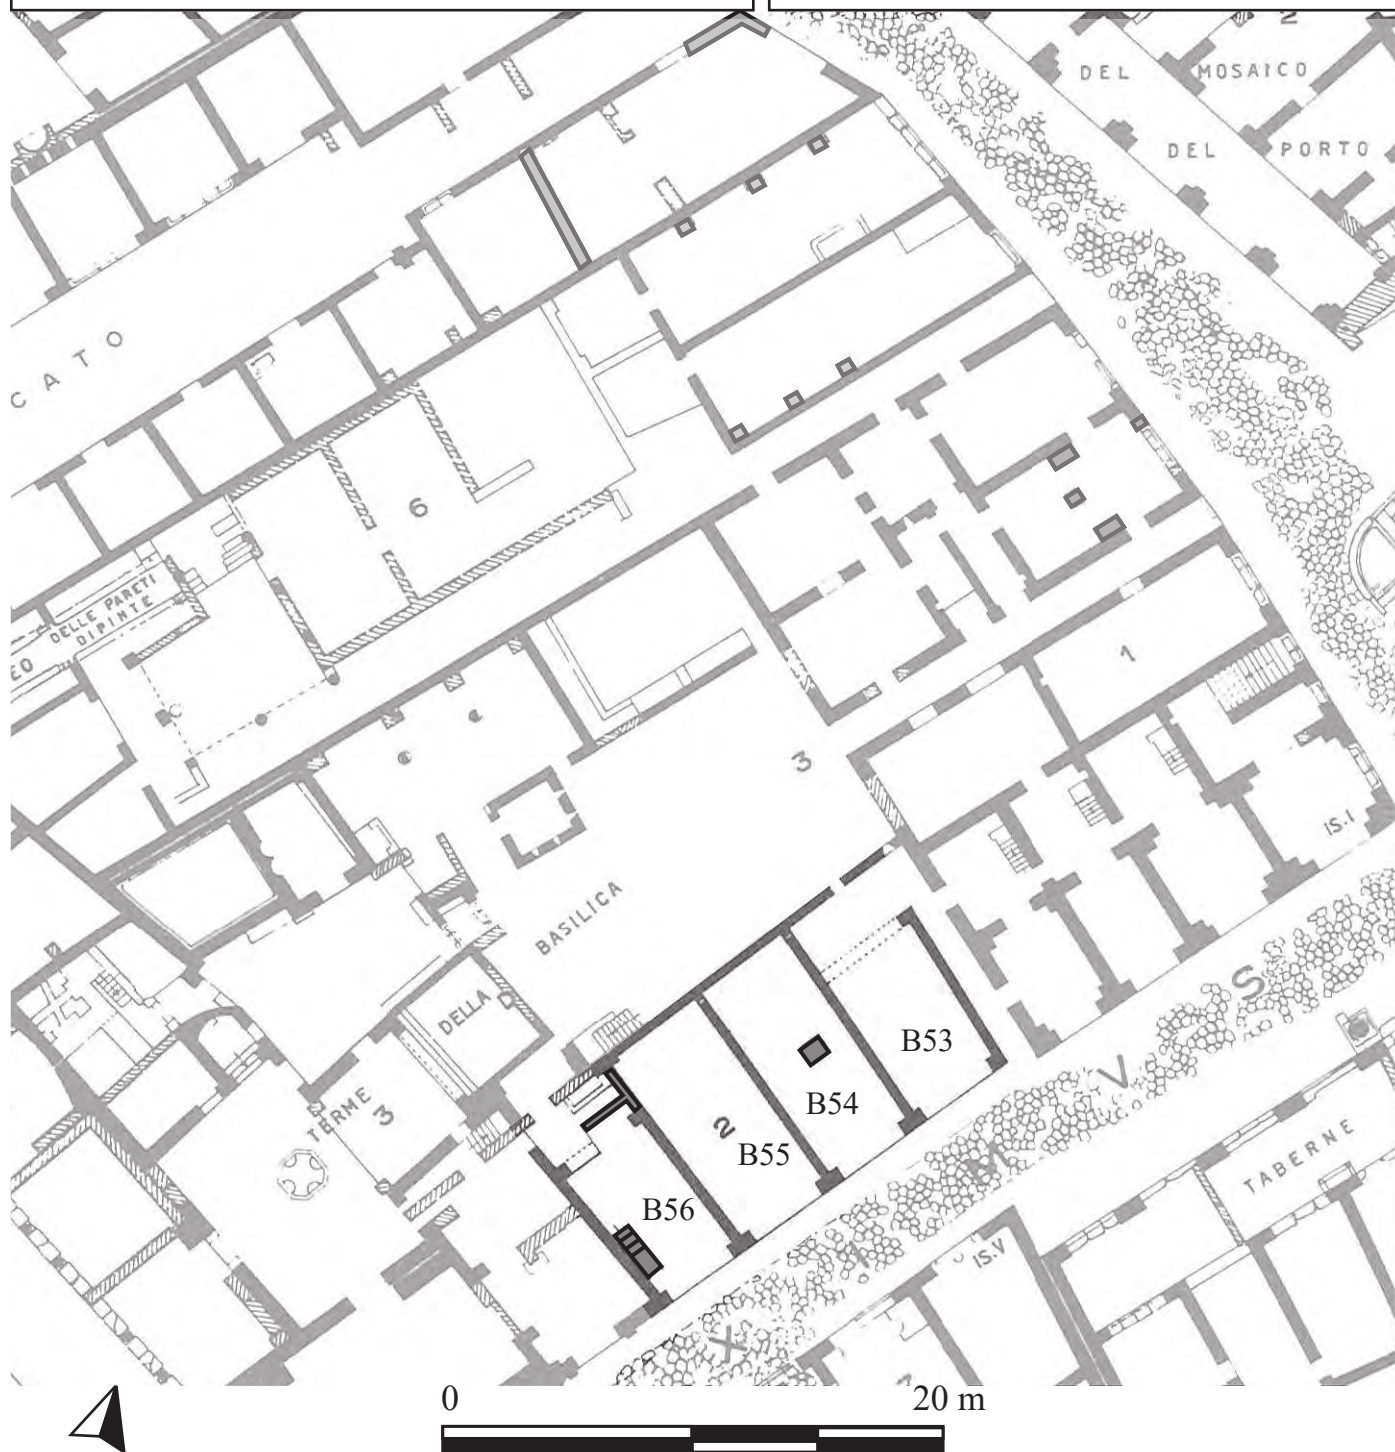 2
DEL MOSAICO
DEL PORTO
CATO
6
DELLE PARETI
DIPINTE
EO
1
3
IS.I
BASILICA
DELLA
S
V
M
I
X
B53
B54
2
B55
B56
TERME
3
TABERNE
IS.V
0 20 m